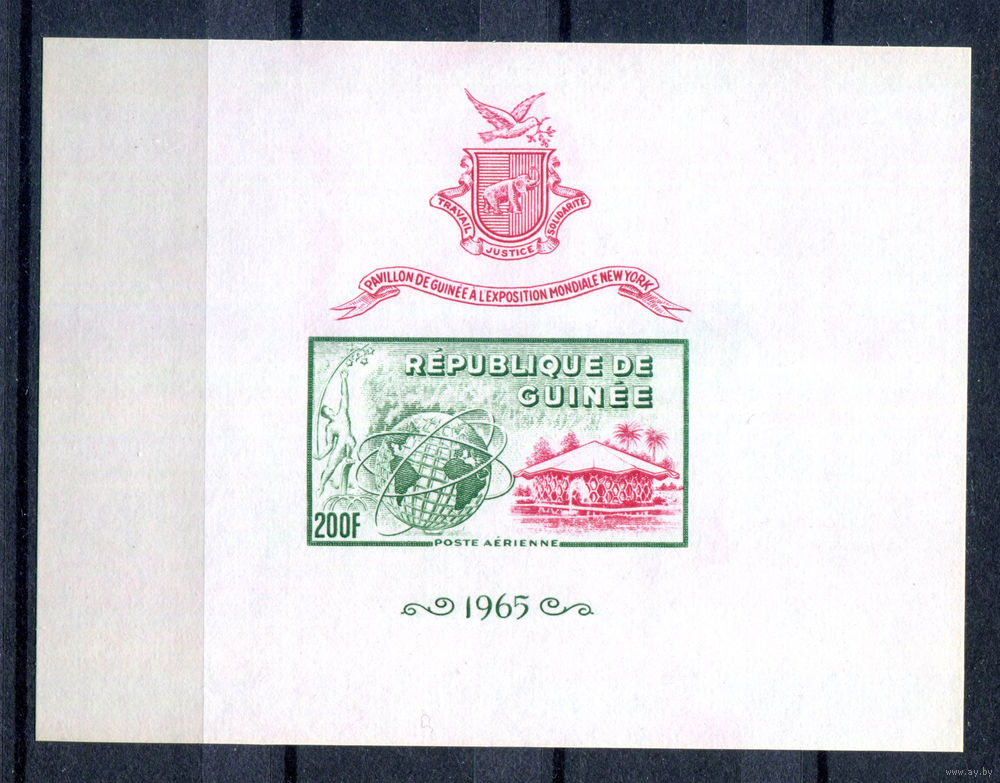 TRAVAIL
JUSTICE
SOLIDARITE
PAVILLON DE GUINÉE À L'EXPOSITION MONDIALE NEW YORK
RÉPUBLIQUE DE
GUINÉE
200F
POSTE AÉRIENNE
1965
www.ay.by